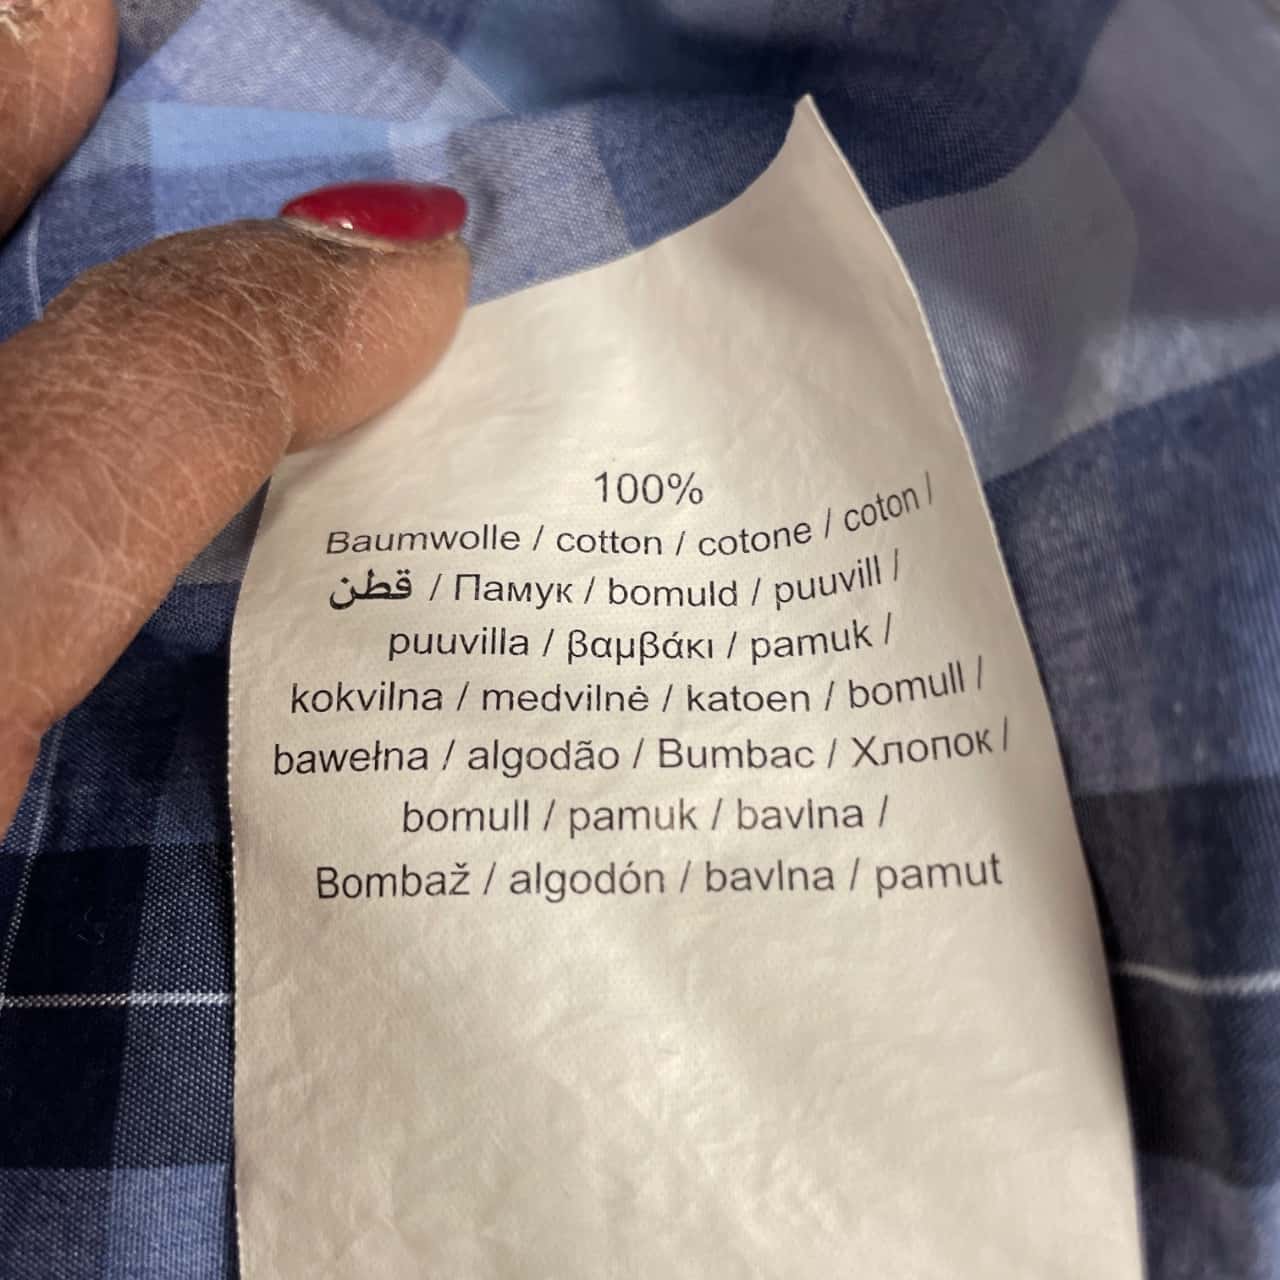 100%
Baumwolle / cotton / cotone / coton /
قطن / Памук / bomuld / puuvill /
puuvilla / βαμβάκι / pamuk /
kokvilna / medvilnė / katoen / bomull /
bawełna / algodão / Bumbac / Хлопок /
bomull / pamuk / bavlna /
Bombaž / algodón / bavlna / pamut